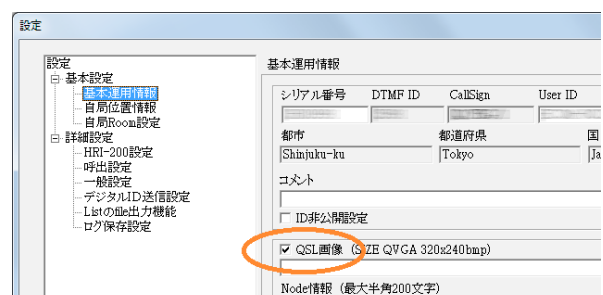 設定
設定
基本設定
基本運用情報
自局位置情報
自局Room設定
詳細設定
HRI-200設定
呼出設定
一般設定
デジタルID送信設定
Listのfile出力機能
ログ保存設定
基本運用情報
シリアル番号 DTMF ID CallSign User ID
都市 都道府県 国
Shinjuku-ku Tokyo Ja
コメント
ID非公開設定
QSL画像 (SIZE QVGA 320x240bmp)
Node情報 (最大半角200文字)